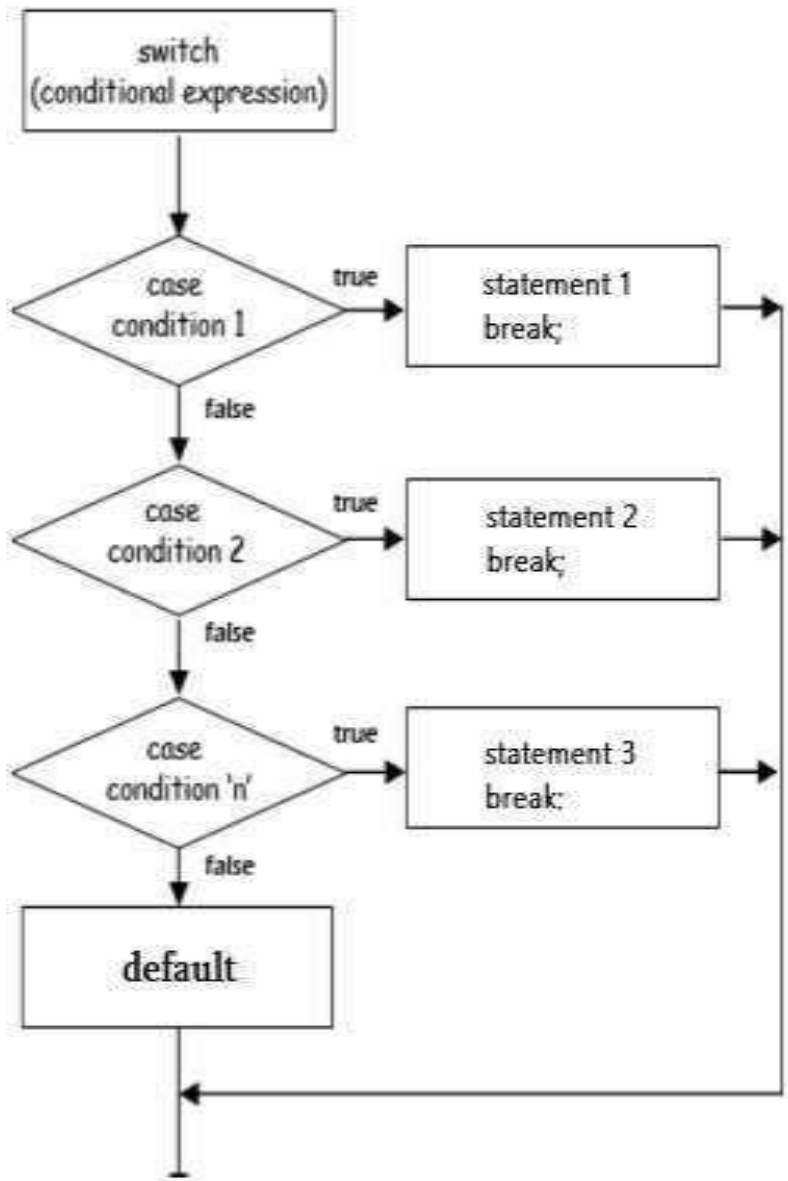 switch
(conditional expression)
case
condition 1
true
statement 1
break;
false
case
condition 2
true
statement 2
break;
false
case
condition 'n'
true
statement 3
break:
false
default